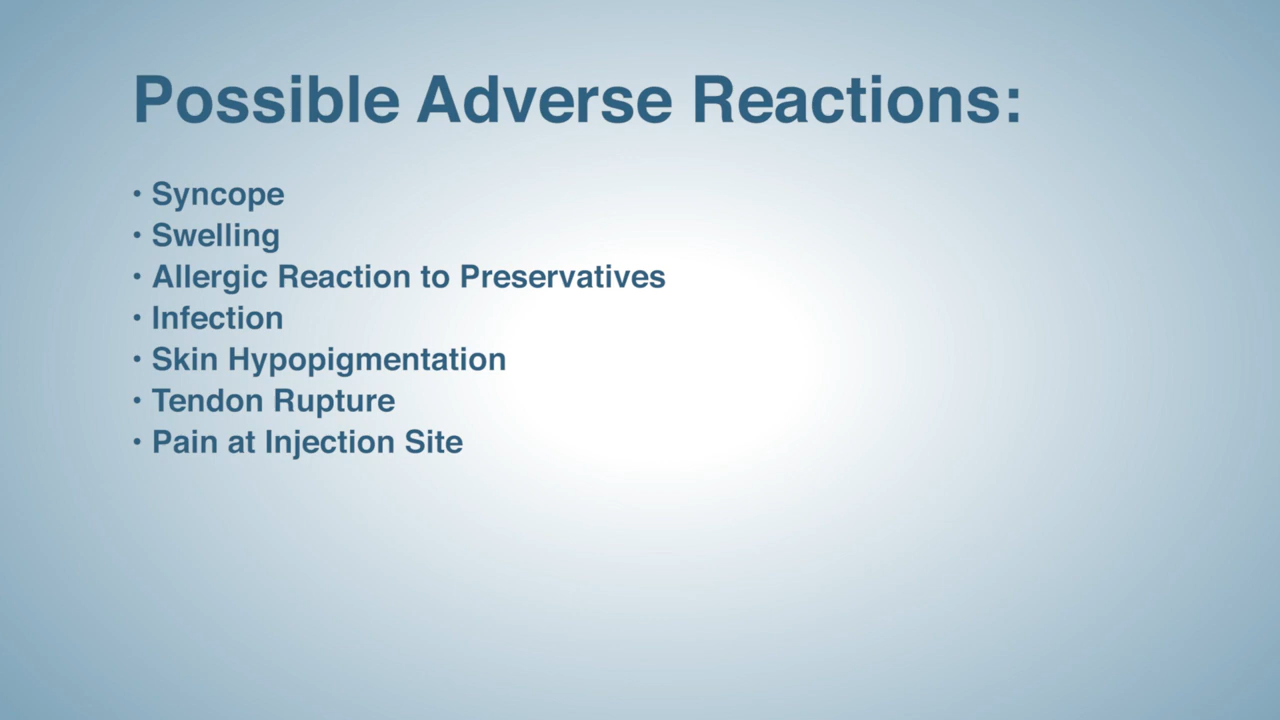 Possible Adverse Reactions:
• Syncope
• Swelling
• Allergic Reaction to Preservatives
• Infection
• Skin Hypopigmentation
• Tendon Rupture
• Pain at Injection Site